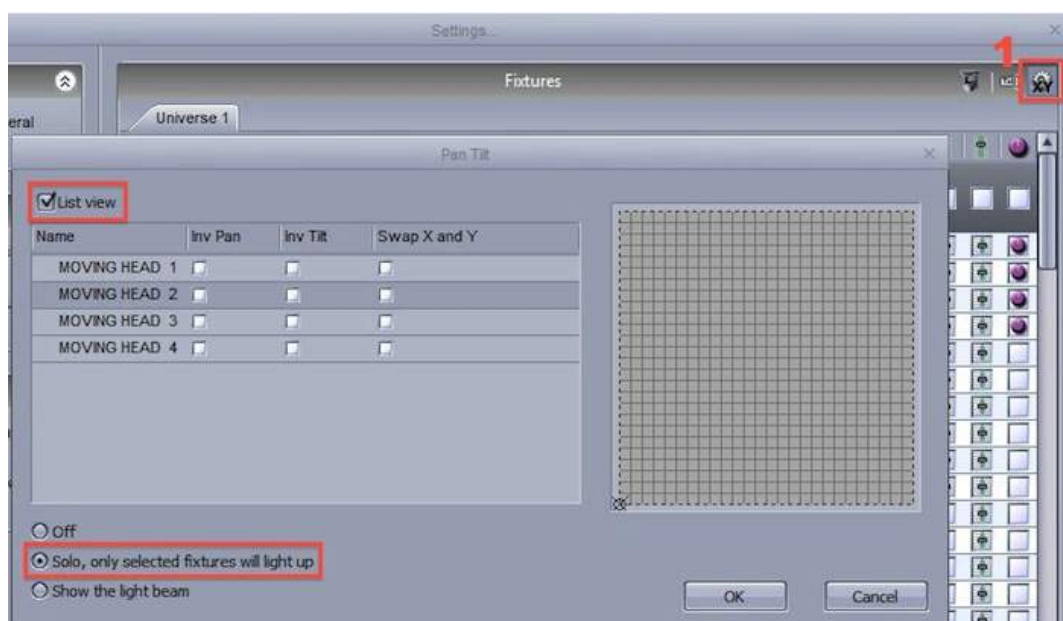 Settings...
1
Fixtures
XY
eral
Universe 1
Pan Tilt
List view
Name Inv Pan Inv Tilt Swap X and Y
MOVING HEAD 1
MOVING HEAD 2
MOVING HEAD 3
MOVING HEAD 4
Off
Solo, only selected fixtures will light up
Show the light beam
OK Cancel